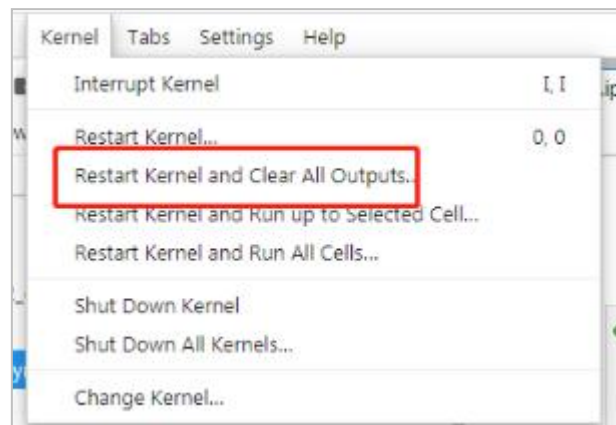 Kernel Tabs Settings Help
Interrupt Kernel I, I
Restart Kernel... 0, 0
Restart Kernel and Clear All Outputs...
Restart Kernel and Run up to Selected Cell...
Restart Kernel and Run All Cells...
Shut Down Kernel
Shut Down All Kernels...
Change Kernel...